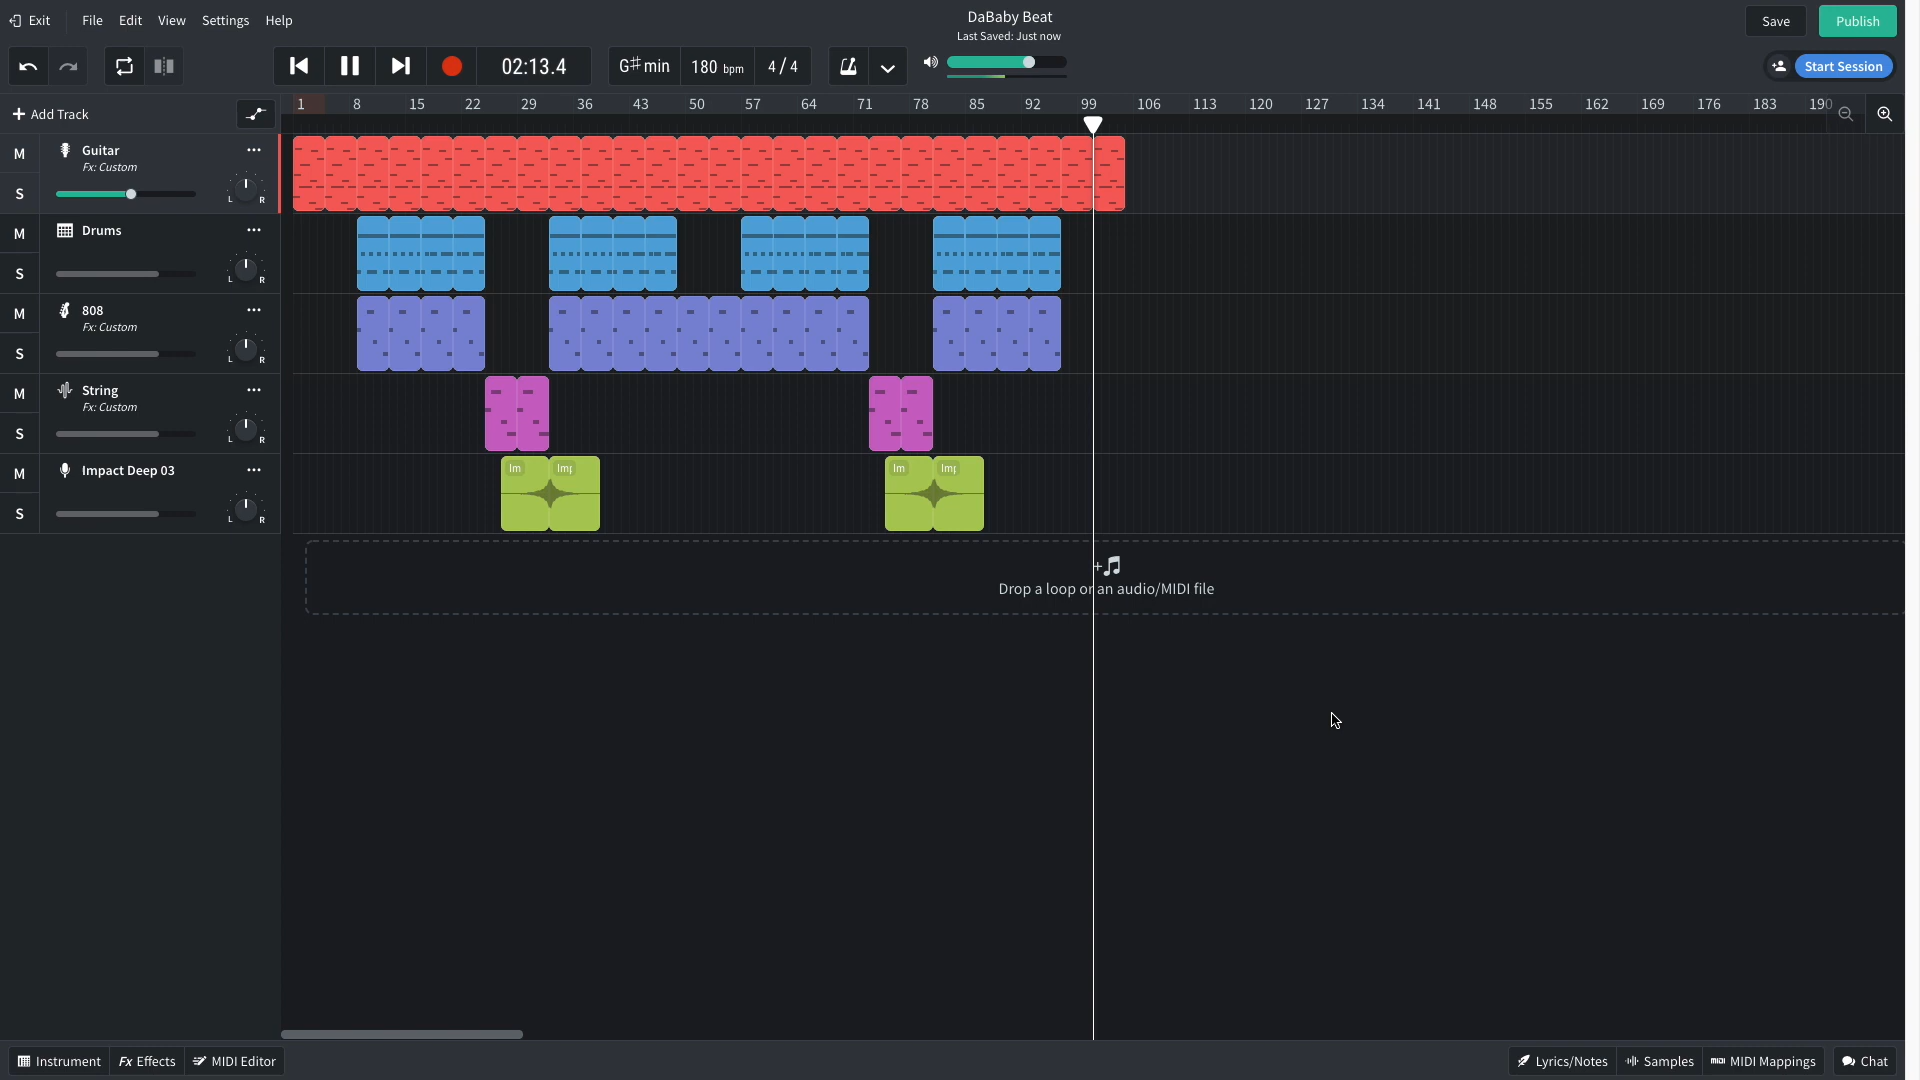 Exit File Edit View Settings Help
DaBaby Beat
Last Saved: Just now
Save Publish
02:13.4 G♯ min 180 bpm 4 / 4
Start Session
+ Add Track
1 8 15 22 29 36 43 50 57 64 71 78 85 92 99 106 113 120 127 134 141 148 155 162 169 176 183 190
M Guitar
Fx: Custom
S L R
M Drums
S L R
M 808
Fx: Custom
S L R
M String
Fx: Custom
S L R
M Impact Deep 03
S L R
Im Imp Im Imp
Drop a loop or an audio/MIDI file
Instrument Fx Effects MIDI Editor Lyrics/Notes Samples MIDI MIDI Mappings Chat